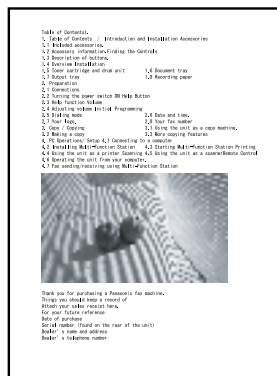 Table of Contents1.
1. Table of Contents / Introduction and Installation Accessories
1.1 Included accessories.
1.2 Accessory information.Finding the Controls
1.3 Description of buttons,
1.4 Overview Installation
1.5 Toner cartridge and drum unit 1.6 Document tray
1.7 Output tray 1.8 Recording paper
2. Preparation
2.1 Connections
2.2 Turning the power switch ON Help Button
2.3 Help function Volume
2.4 Adjusting volume Initial Programming
2.5 Dialing mode 2.6 Date and time,
2.7 Your logo, 2.8 Your fax number
3. Copy / Copying 3.1 Using the unit as a copy machine,
3.2 Making a copy 3.3 More copying features
4. PC Operations/ Setup 4.1 Connecting to a computer
4.2 Installing Multi-Function Station 4.3 Starting Multi-Function Station Printing
4.4 Using the unit as a printer Scanning 4.5 Using the unit as a scannerRemote Control
4.6 Operating the unit from your computer,
4.7 Fax sending/receiving using Multi-Function Station
Thank you for purchasing a Panasonic fax machine.
Things you should keep a record of
Attach your sales receipt here.
For your future reference
Date of purchase
Serial number (found on the rear of the unit)
Dealer's name and address
Dealer's telephone number